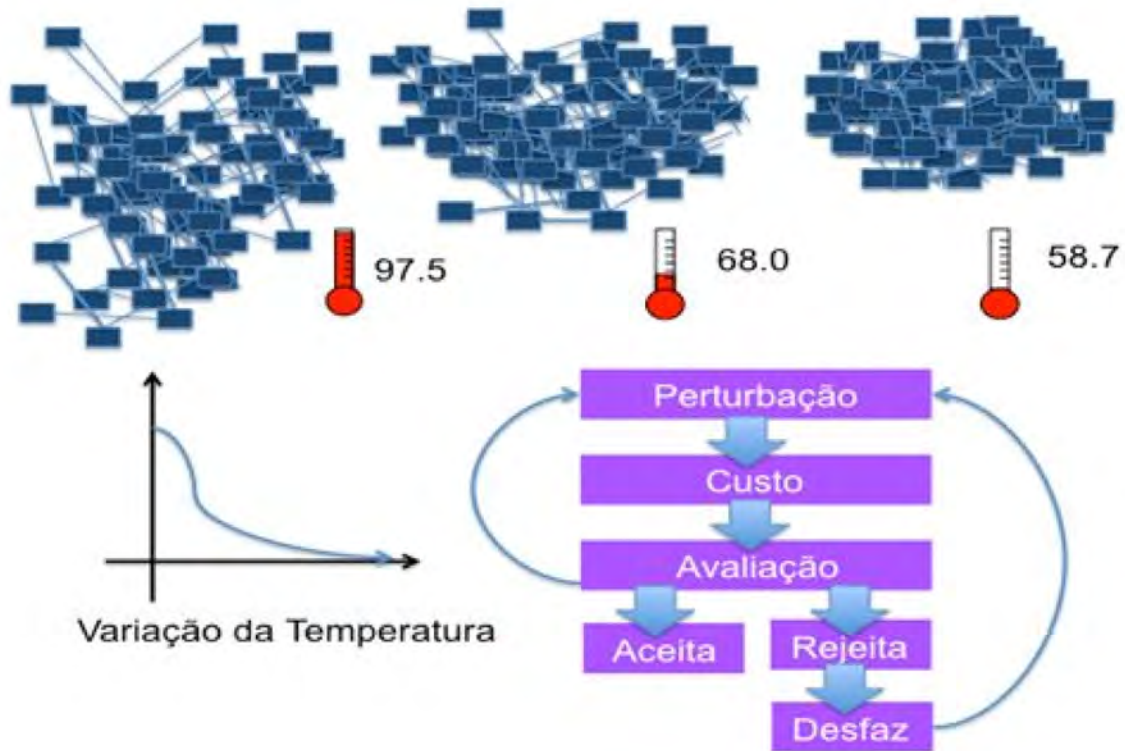 97.5
68.0
58.7
Perturbação
Custo
Avaliação
Variação da Temperatura
Aceita
Rejeita
Desfaz